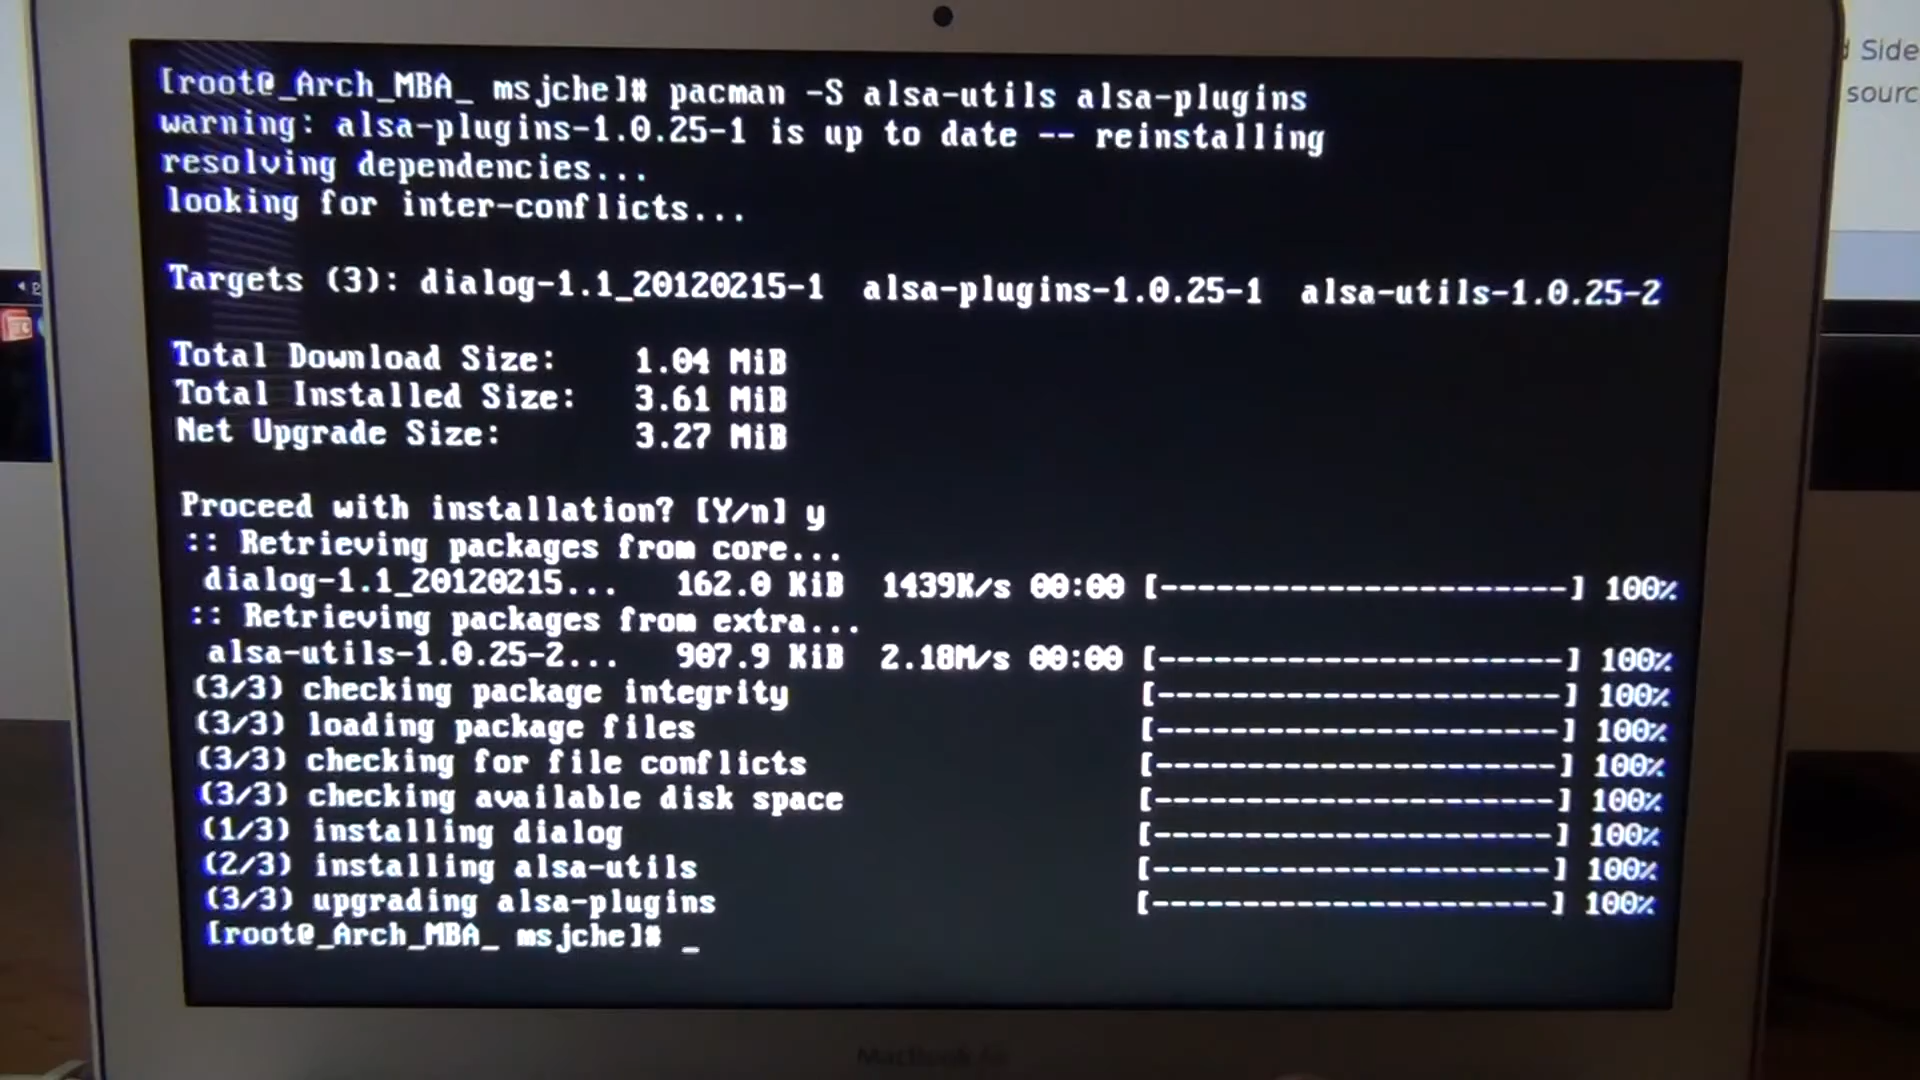 [root@_Arch_MBA_ msjche]# pacman -S alsa-utils alsa-plugins
warning: alsa-plugins-1.0.25-1 is up to date -- reinstalling
resolving dependencies...
looking for inter-conflicts...
Targets (3): dialog-1.1_20120215-1  alsa-plugins-1.0.25-1  alsa-utils-1.0.25-2
Total Download Size:    1.04 MiB
Total Installed Size:   3.61 MiB
Net Upgrade Size:       3.27 MiB
Proceed with installation? [Y/n] y
:: Retrieving packages from core...
dialog-1.1_20120215...   162.0 KiB  1439K/s 00:00 [----------------------] 100%
:: Retrieving packages from extra...
alsa-utils-1.0.25-2...   907.9 KiB  2.18M/s 00:00 [----------------------] 100%
(3/3) checking package integrity [----------------------] 100%
(3/3) loading package files [----------------------] 100%
(3/3) checking for file conflicts [----------------------] 100%
(3/3) checking available disk space [----------------------] 100%
(1/3) installing dialog [----------------------] 100%
(2/3) installing alsa-utils [----------------------] 100%
(3/3) upgrading alsa-plugins [----------------------] 100%
[root@_Arch_MBA_ msjche]# _
MacBook Air
Side
sourc